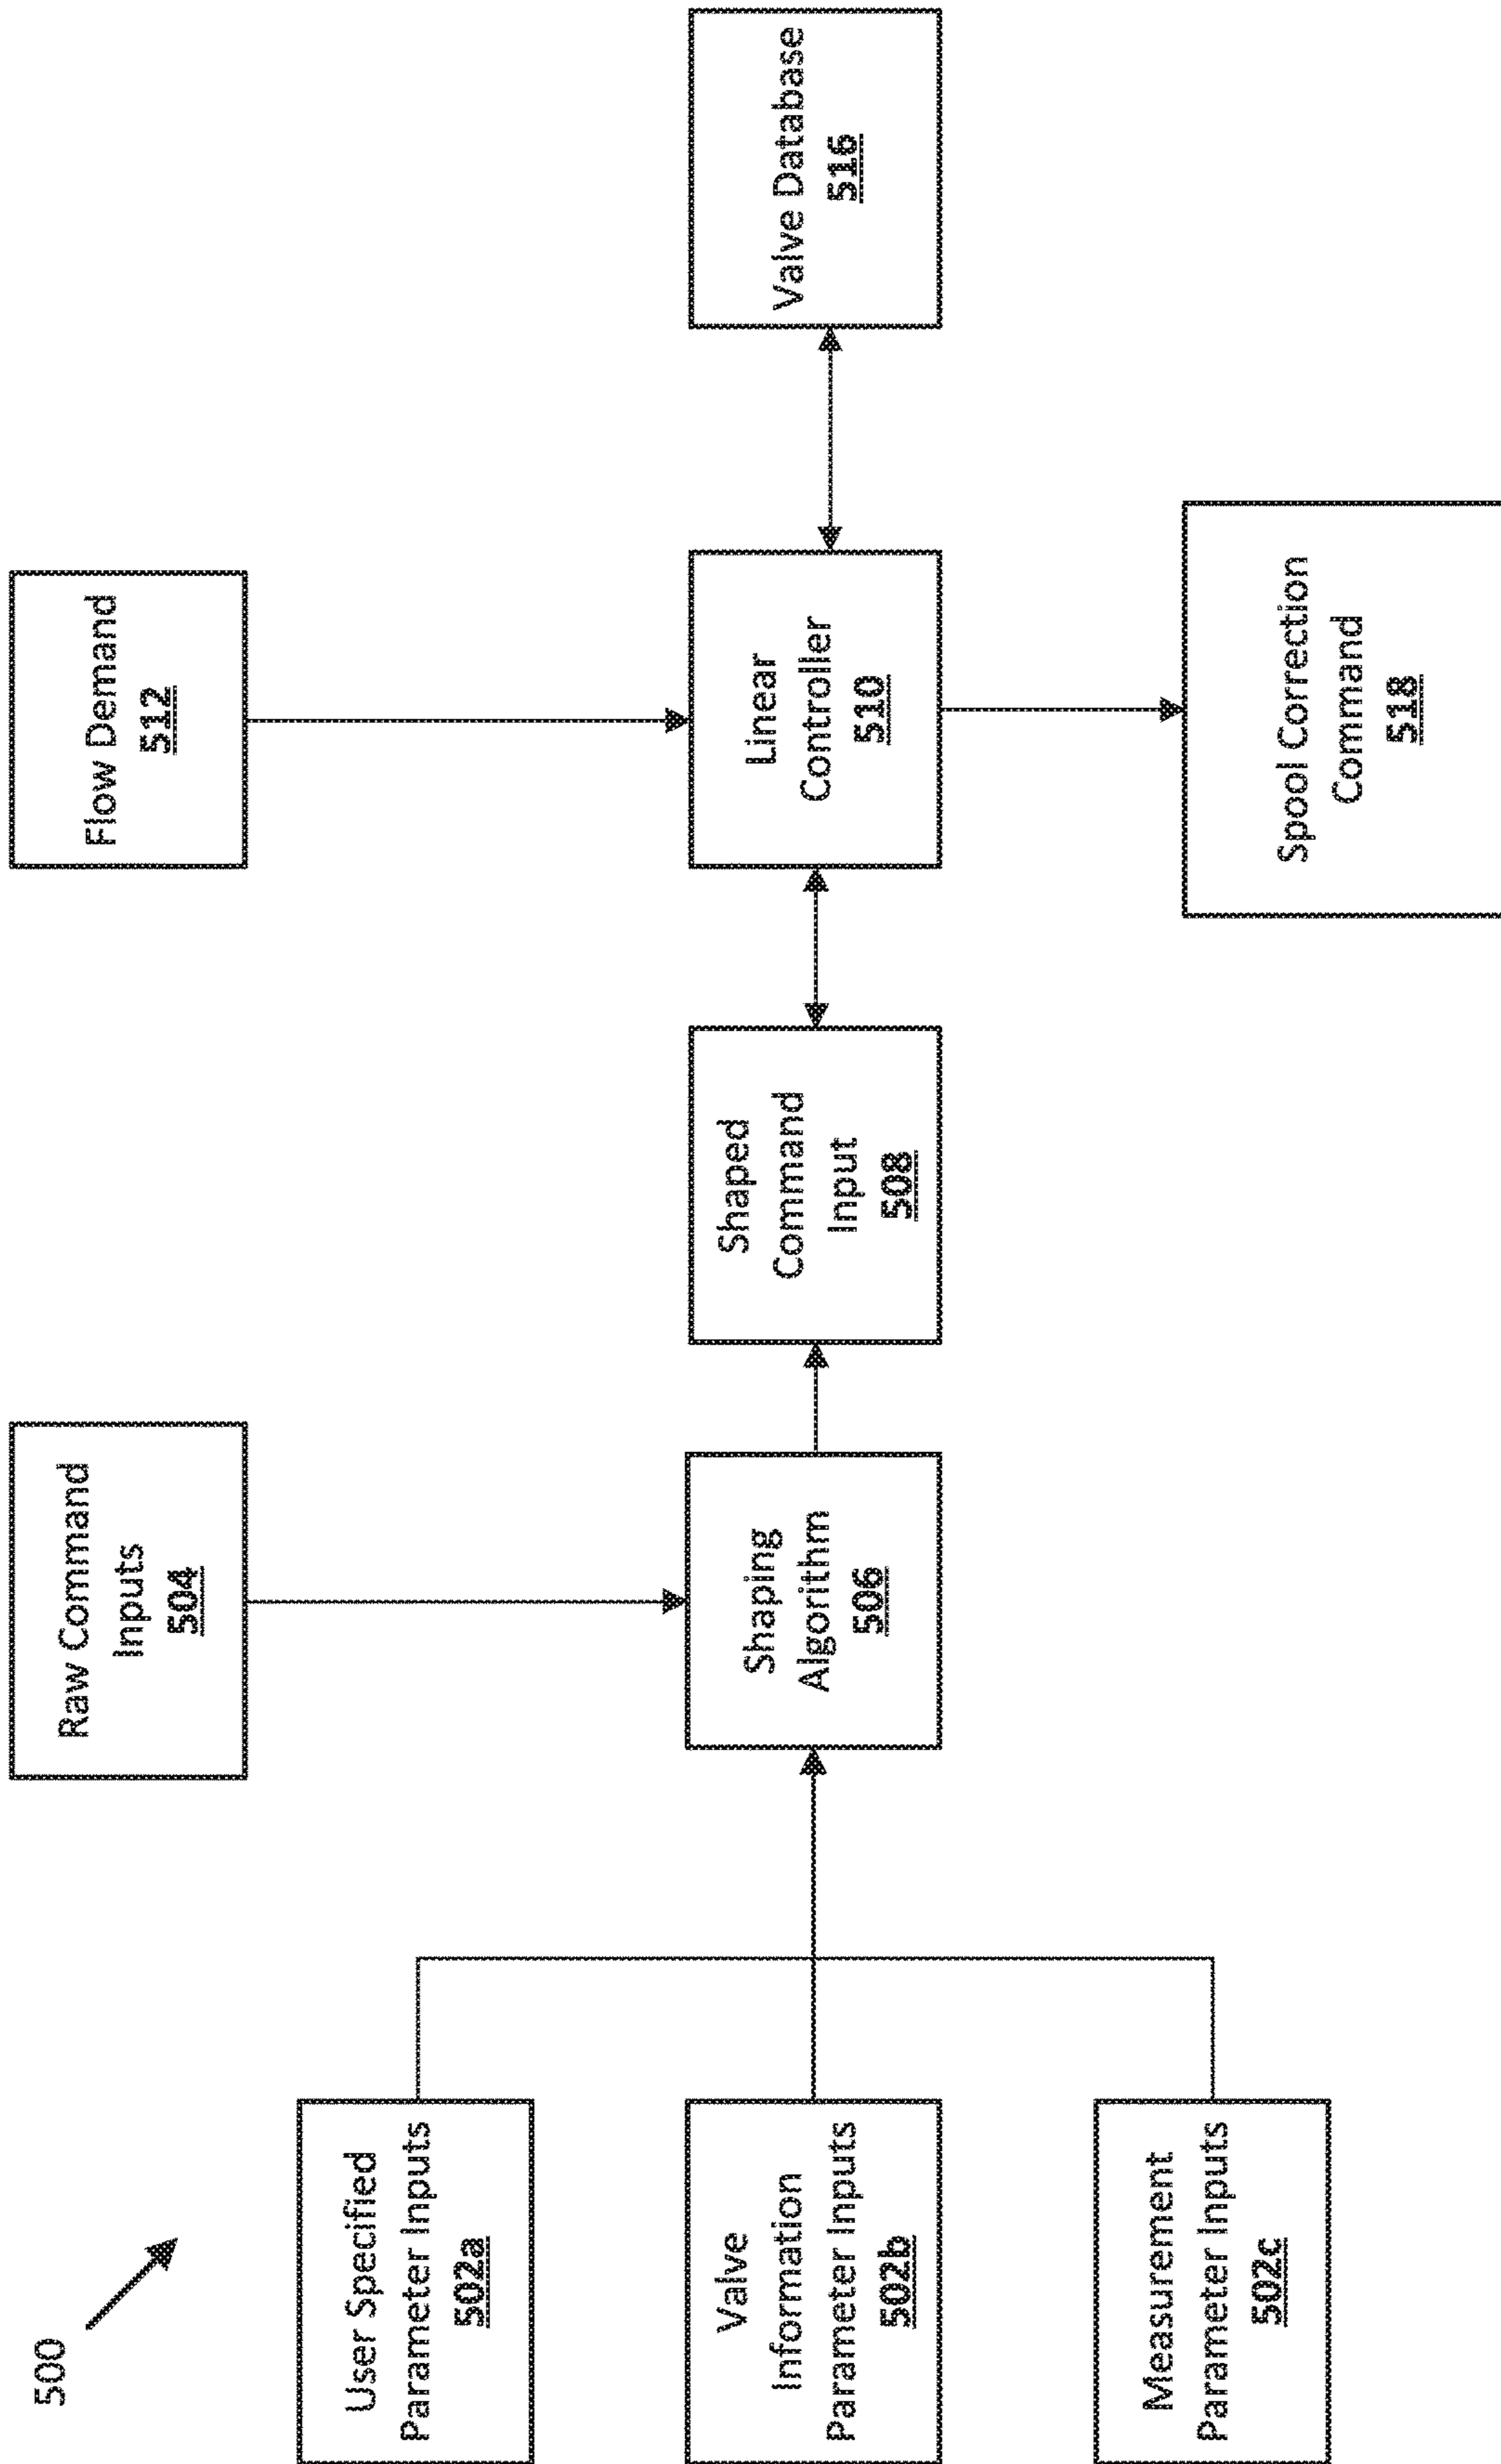 500
User Specified
Parameter Inputs
502a
Valve
Information
Parameter Inputs
502b
Measurement
Parameter Inputs
502c
Raw Command
Inputs
504
Shaping
Algorithm
506
Shaped
Command
Input
508
Flow Demand
512
Linear
Controller
510
Spool Correction
Command
518
Valve Database
516